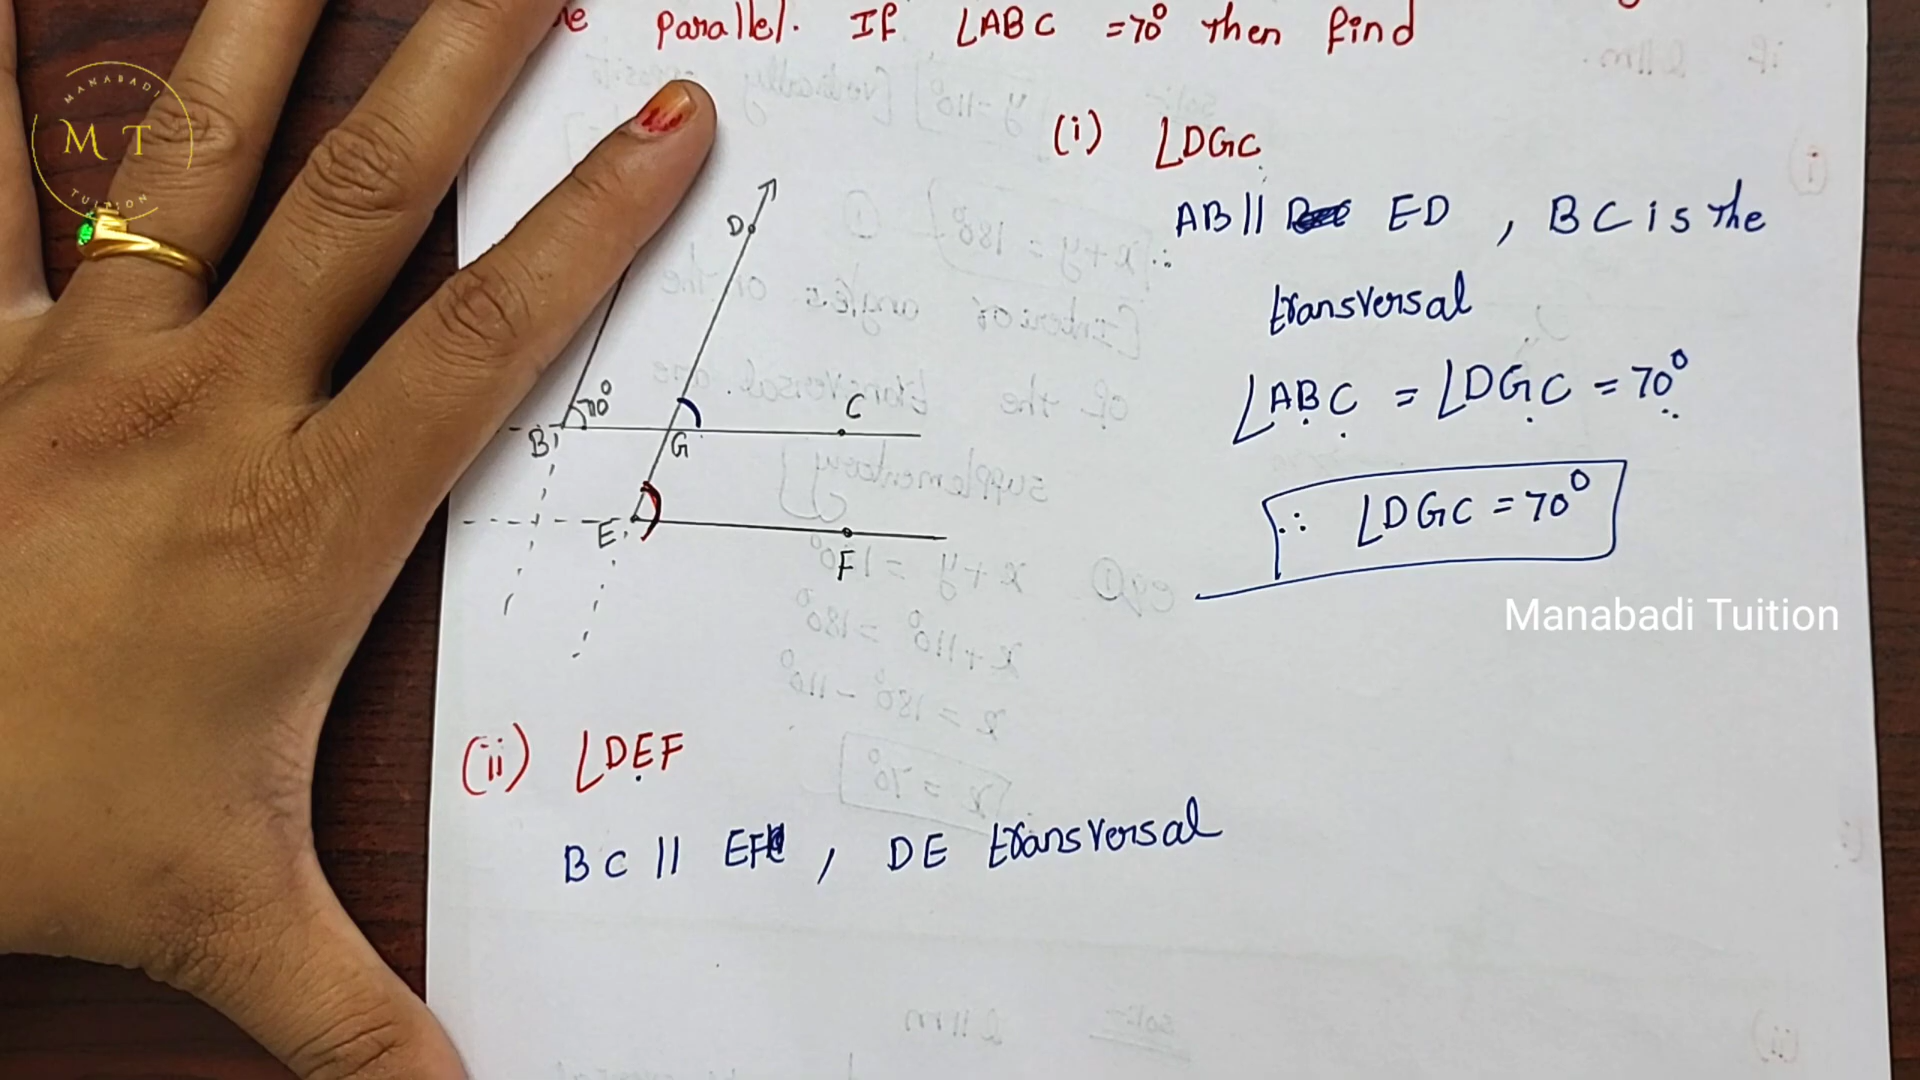 parallel. If ∠ABC = 70° then find
MANABADI
M T
TUITION
(i) ∠DGC
AB || ED , BC is the
transversal
∠ABC = ∠DGC = 70°
∴ ∠DGC = 70°
D
70°
C
B
G
E
F
Manabadi Tuition
(ii) ∠DEF
BC || EF , DE transversal